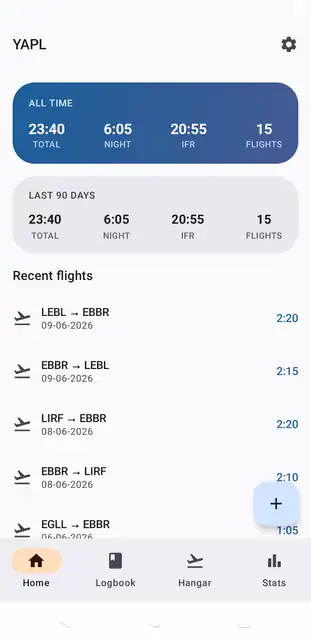 YAPL
ALL TIME
23:40 6:05 20:55 15
TOTAL NIGHT IFR FLIGHTS
LAST 90 DAYS
23:40 6:05 20:55 15
TOTAL NIGHT IFR FLIGHTS
Recent flights
LEBL → EBBR
09-06-2026
2:20
EBBR → LEBL
09-06-2026
2:15
LIRF → EBBR
08-06-2026
2:20
EBBR → LIRF
08-06-2026
2:10
+
EGLL → EBBR
06-06-2026
1:05
Home Logbook Hangar Stats